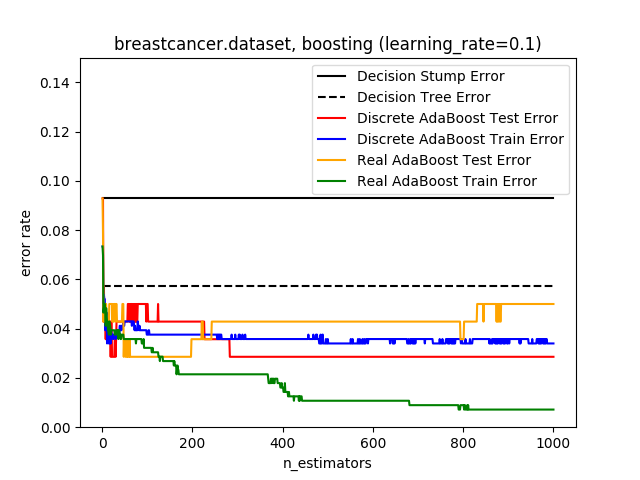 breastcancer.dataset, boosting (learning_rate=0.1)
Decision Stump Error
Decision Tree Error
Discrete AdaBoost Test Error
Discrete AdaBoost Train Error
Real AdaBoost Test Error
Real AdaBoost Train Error
error rate
0.14
0.12
0.10
0.08
0.06
0.04
0.02
0.00
0 200 400 600 800 1000
n_estimators